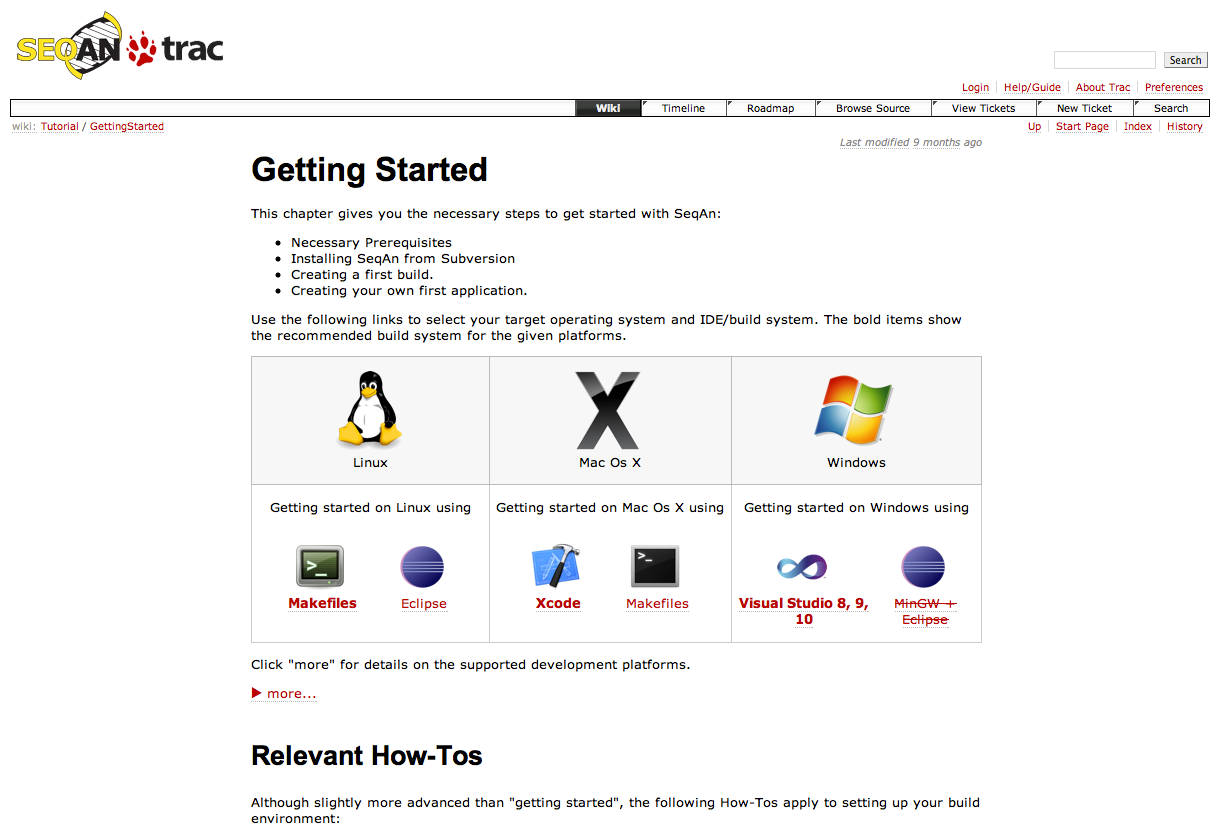 SEQAN trac
Search
Login Help/Guide About Trac Preferences
Wiki Timeline Roadmap Browse Source View Tickets New Ticket Search
wiki: Tutorial / GettingStarted
Up Start Page Index History
Last modified 9 months ago
Getting Started
This chapter gives you the necessary steps to get started with SeqAn:
• Necessary Prerequisites
• Installing SeqAn from Subversion
• Creating a first build.
• Creating your own first application.
Use the following links to select your target operating system and IDE/build system. The bold items show
the recommended build system for the given platforms.
Linux Mac Os X Windows
Getting started on Linux using
Makefiles Eclipse
Getting started on Mac Os X using
Xcode Makefiles
Getting started on Windows using
Visual Studio 8, 9,
10
MinGW +
Eclipse
Click "more" for details on the supported development platforms.
more...
Relevant How-Tos
Although slightly more advanced than "getting started", the following How-Tos apply to setting up your build
environment: